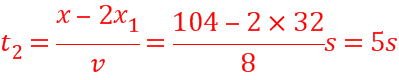 t₂ = (x − 2x₁)/v = (104 − 2 × 32)/8 s = 5s